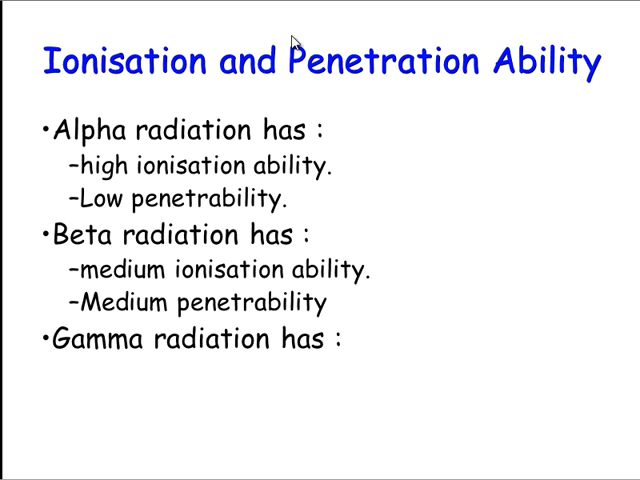 Ionisation and Penetration Ability
•Alpha radiation has :
–high ionisation ability.
–Low penetrability.
•Beta radiation has :
–medium ionisation ability.
–Medium penetrability
•Gamma radiation has :